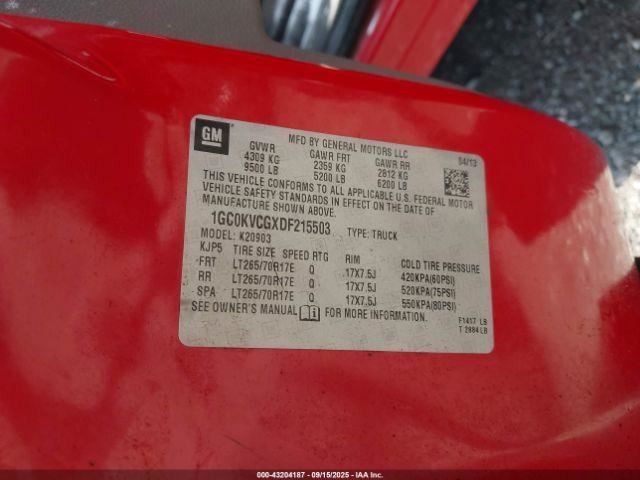 GM
MFD BY GENERAL MOTORS LLC
GVWR GAWR FRT GAWR RR 04/13
4309 KG 2359 KG 2812 KG
9500 LB 5200 LB 6200 LB
THIS VEHICLE CONFORMS TO ALL APPLICABLE U.S. FEDERAL MOTOR
VEHICLE SAFETY STANDARDS IN EFFECT ON THE DATE OF
MANUFACTURE SHOWN ABOVE.
1GC0KVCGXDF215503 TYPE: TRUCK
MODEL: K20903
KJP5 TIRE SIZE SPEED RTG RIM COLD TIRE PRESSURE
FRT LT265/70R17E Q 17X7.5J 420KPA(60PSI)
RR LT265/70R17E Q 17X7.5J 520KPA(75PSI)
SPA LT265/70R17E Q 17X7.5J 550KPA(80PSI)
SEE OWNER'S MANUAL FOR MORE INFORMATION.
F1417 LB
T 2884 LB
000-43204187 - 09/15/2025 - IAA Inc.